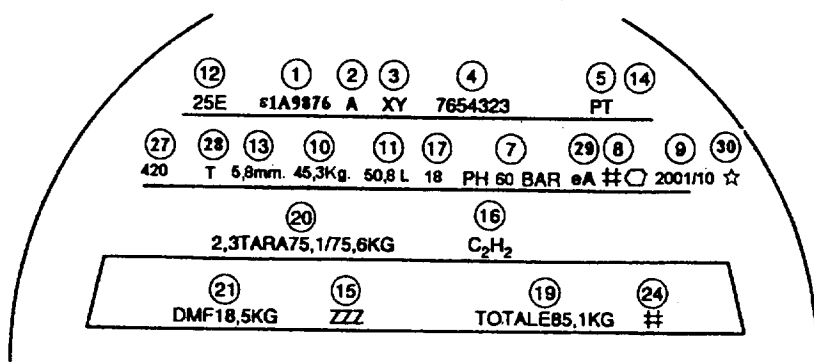 12 1 2 3 4 5 14
25E s1A9876 A XY 7654323 PT
27 28 13 10 11 17 7 29 8 9 30
420 T 5,8mm. 45,3Kg. 50,8 L 18 PH 60 BAR eA # 2001/10 ☆
20 16
2,3TARA75,1/75,6KG C₂H₂
21 15 19 24
DMF18,5KG ZZZ TOTALE85,1KG #